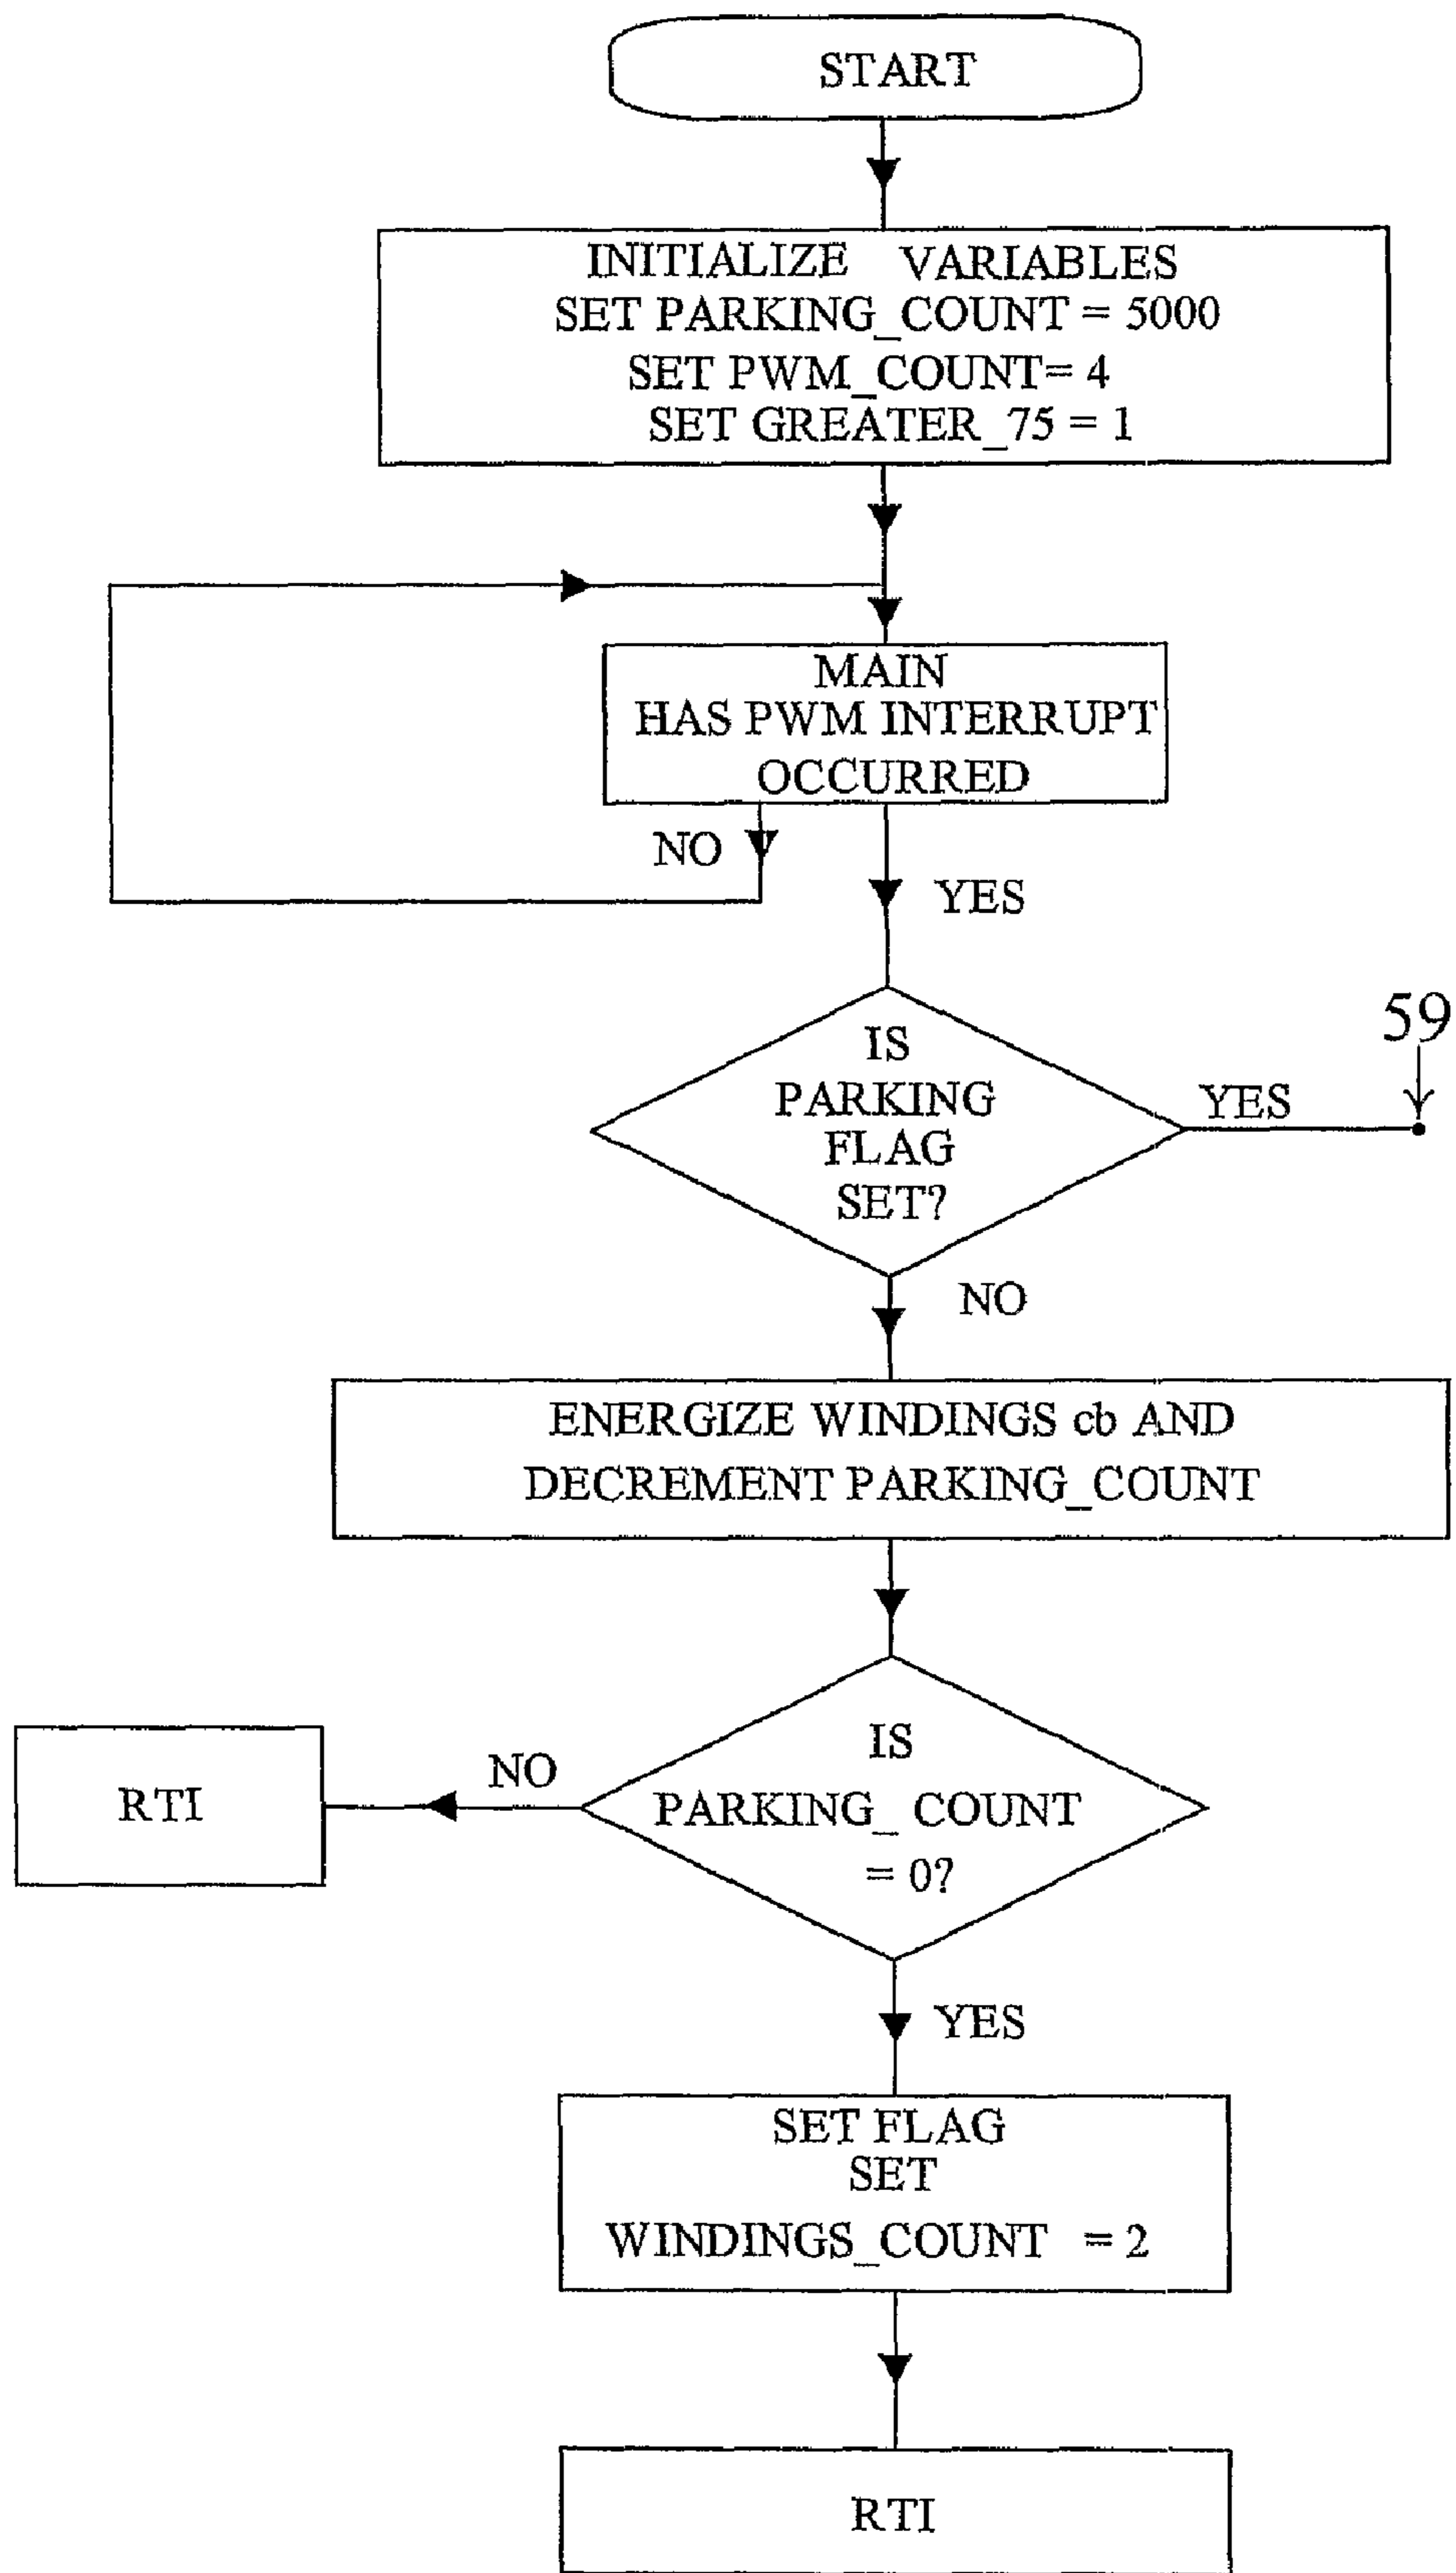 START
INITIALIZE VARIABLES
SET PARKING_COUNT = 5000
SET PWM_COUNT= 4
SET GREATER_75 = 1
MAIN
HAS PWM INTERRUPT
OCCURRED
NO
YES
59
IS
PARKING
FLAG
SET?
YES
NO
ENERGIZE WINDINGS cb AND
DECREMENT PARKING_COUNT
IS
PARKING_ COUNT
= 0?
NO
RTI
YES
SET FLAG
SET
WINDINGS_COUNT = 2
RTI